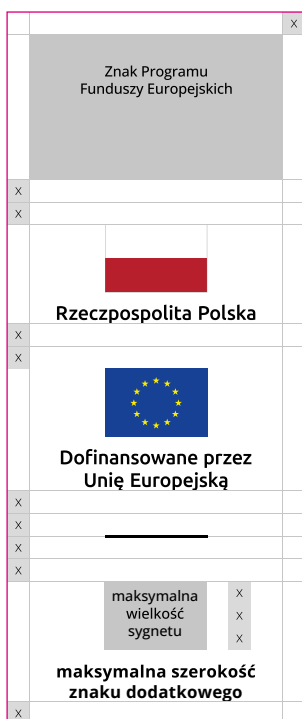 X
Znak Programu
Funduszy Europejskich
X
X
Rzeczpospolita Polska
X
X
Dofinansowane przez
Unię Europejską
X
X
X
X
maksymalna
wielkość
sygnetu
X
X
X
maksymalna szerokość
znaku dodatkowego
X